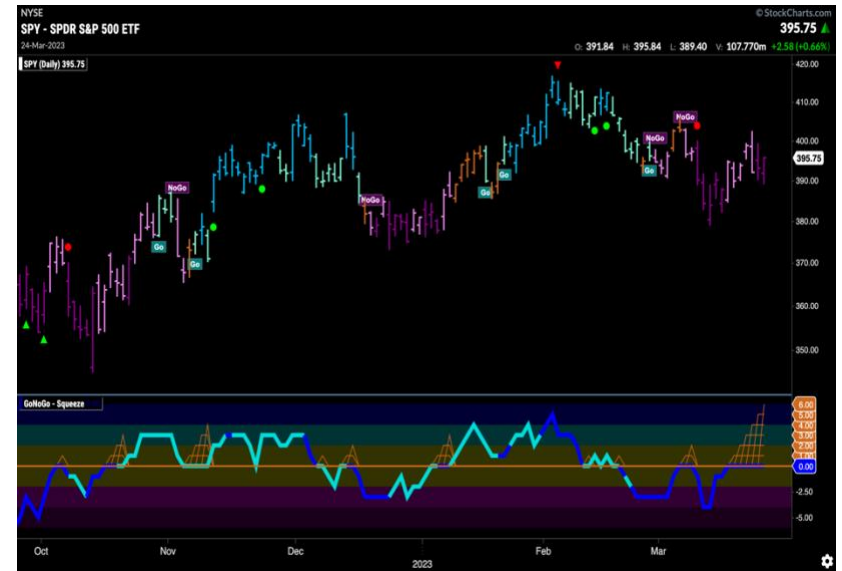 NYSE
© StockCharts.com
SPY - SPDR S&P 500 ETF
395.75
24-Mar-2023
O: 391.84 H: 395.84 L: 389.40 V: 107.770m +2.58 (+0.66%)
SPY (Daily) 395.75
420.00
410.00
400.00
395.75
390.00
380.00
370.00
360.00
350.00
NoGo
NoGo
NoGo
NoGo
Go
Go
Go
Go
Go
GoNoGo - Squeeze
6.00
5.00
4.00
3.00
2.00
1.00
0.00
-2.50
-5.00
Oct
Nov
Dec
2023
Feb
Mar